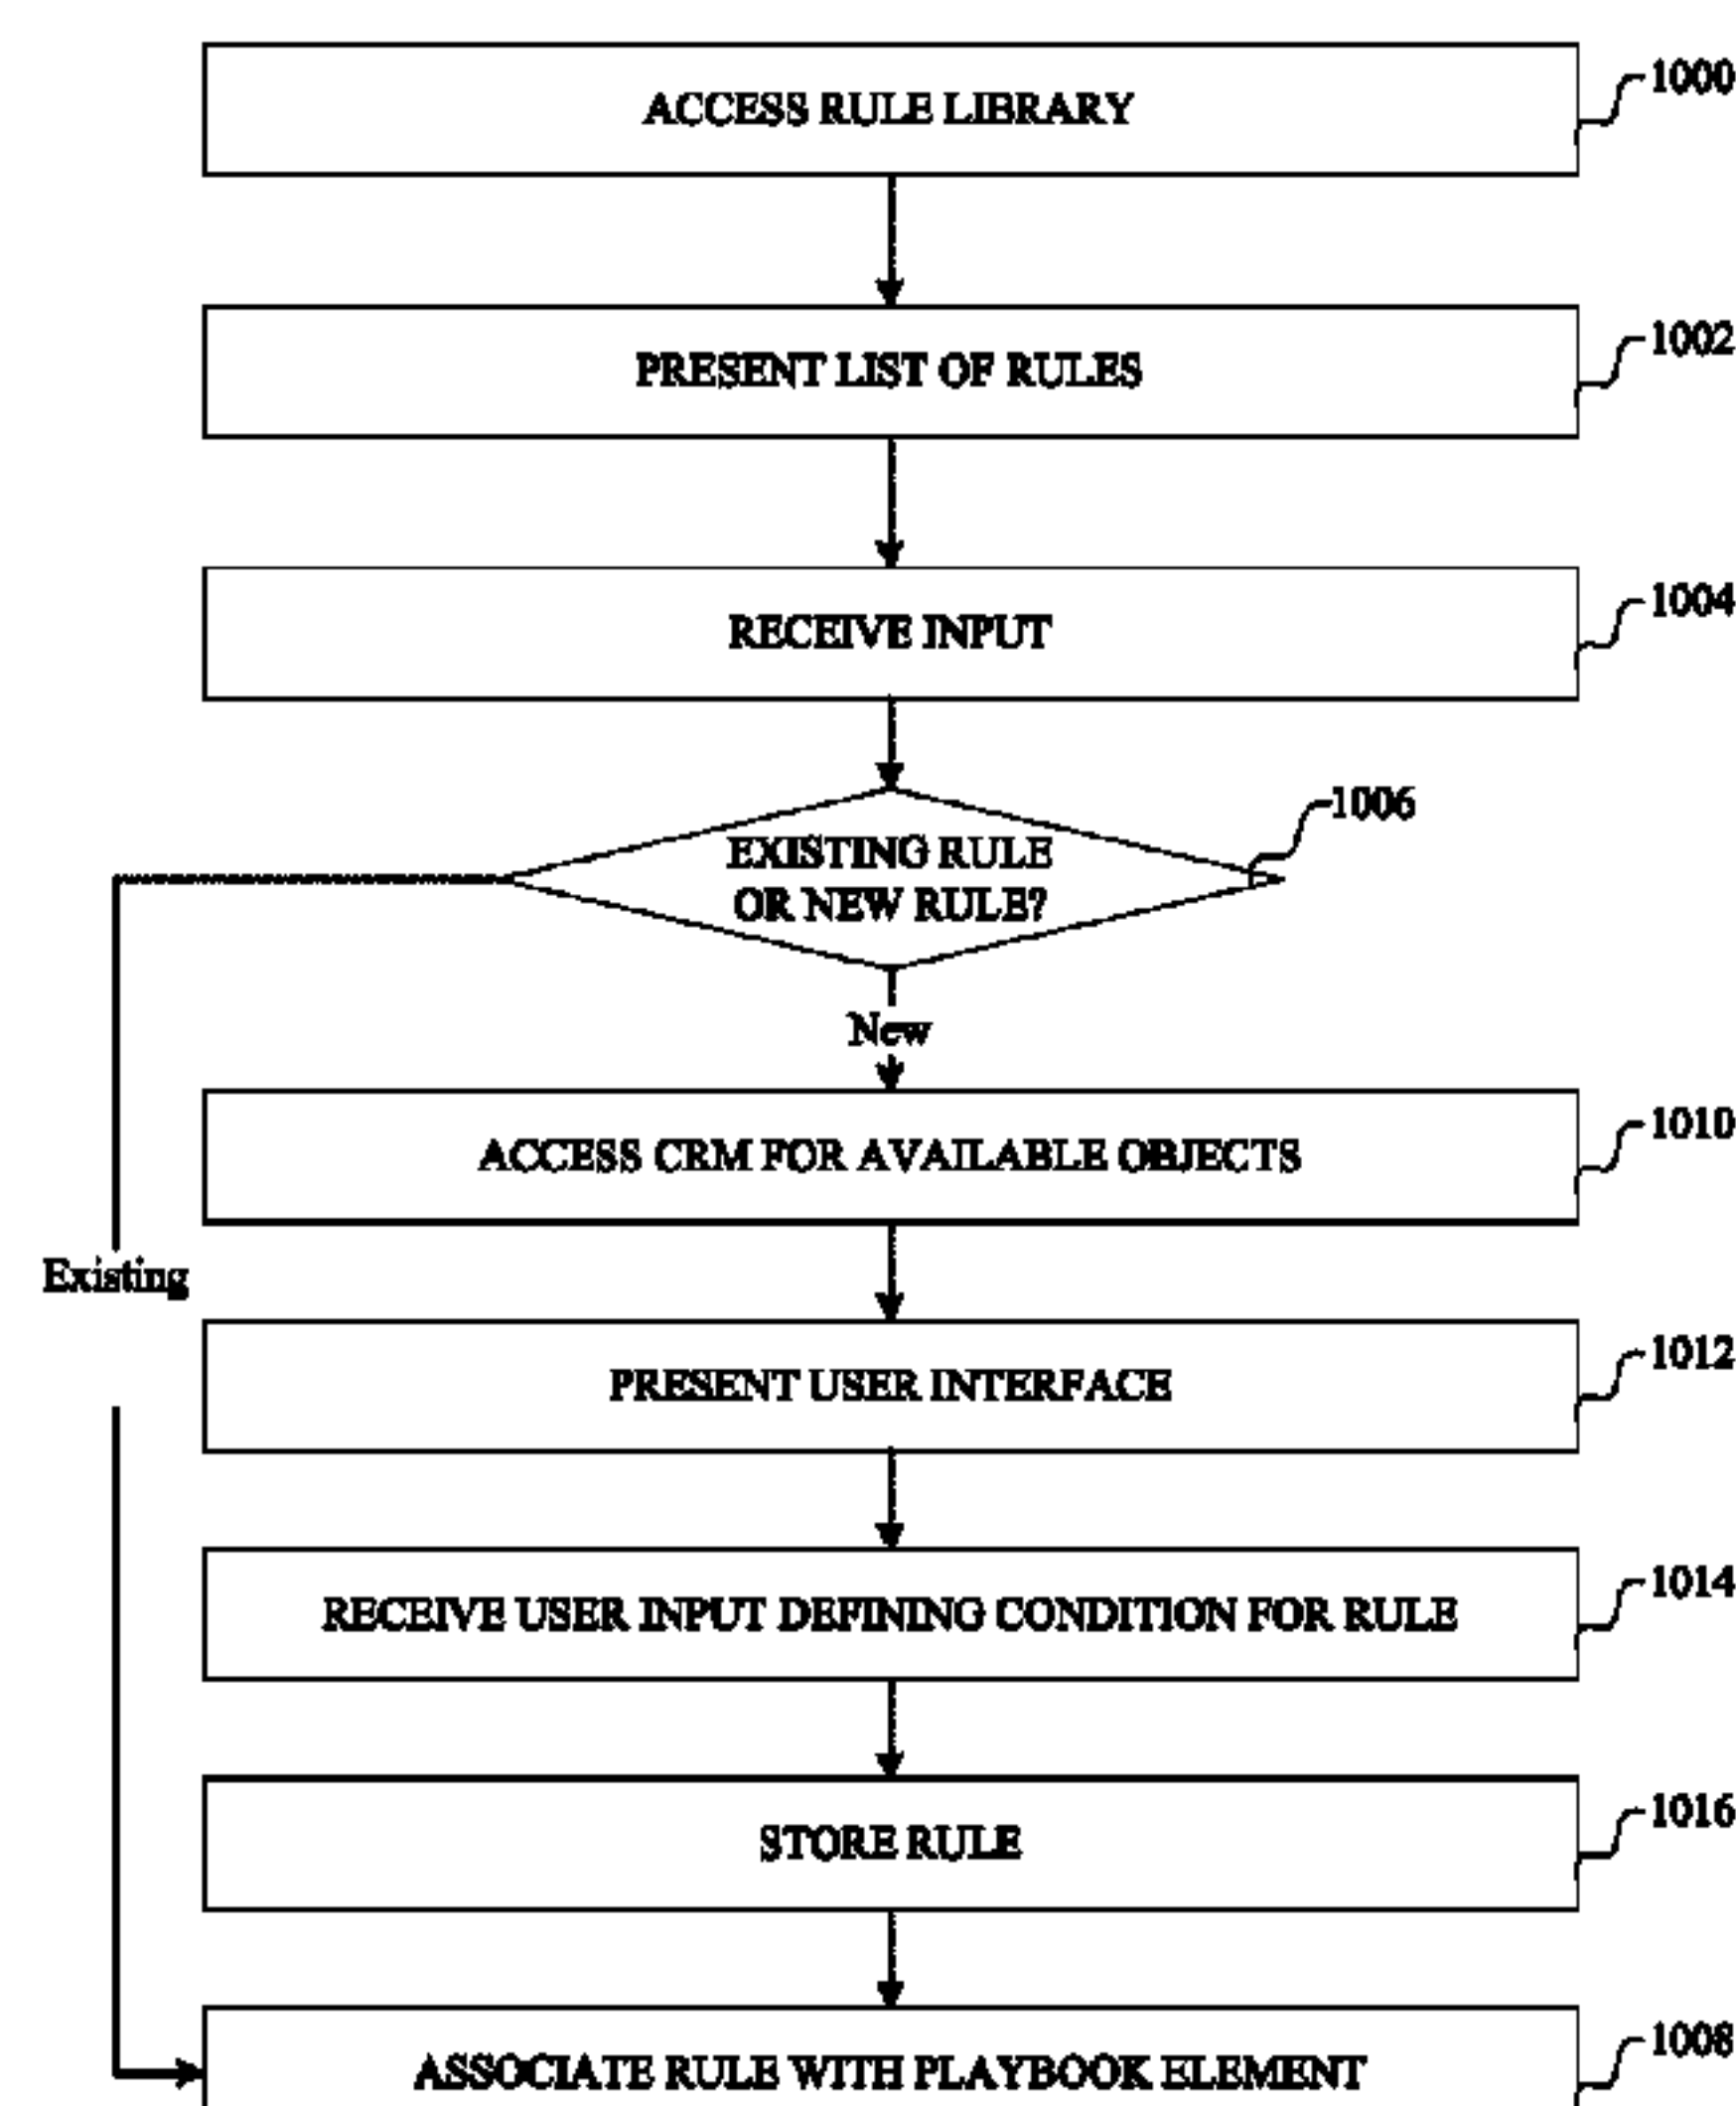 ACCESS RULE LIBRARY
1000
PRESENT LIST OF RULES
1002
RECEIVE INPUT
1004
EXISTING RULE
OR NEW RULE?
1006
New
ACCESS CRM FOR AVAILABLE OBJECTS
1010
Existing
PRESENT USER INTERFACE
1012
RECEIVE USER INPUT DEFINING CONDITION FOR RULE
1014
STORE RULE
1016
ASSOCIATE RULE WITH PLAYBOOK ELEMENT
1008